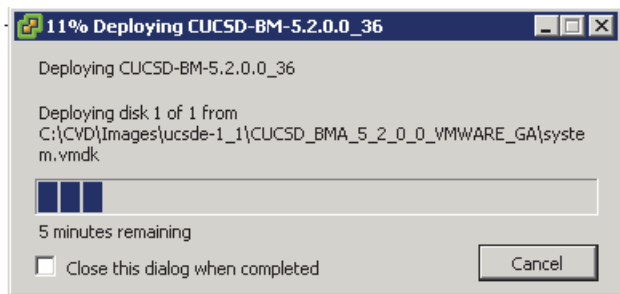 11% Deploying CUCSD-BM-5.2.0.0_36
Deploying CUCSD-BM-5.2.0.0_36
Deploying disk 1 of 1 from
C:\CVD\Images\ucsde-1_1\CUCSD_BMA_5_2_0_0_VMWARE_GA\syste
m.vmdk
5 minutes remaining
Close this dialog when completed
Cancel